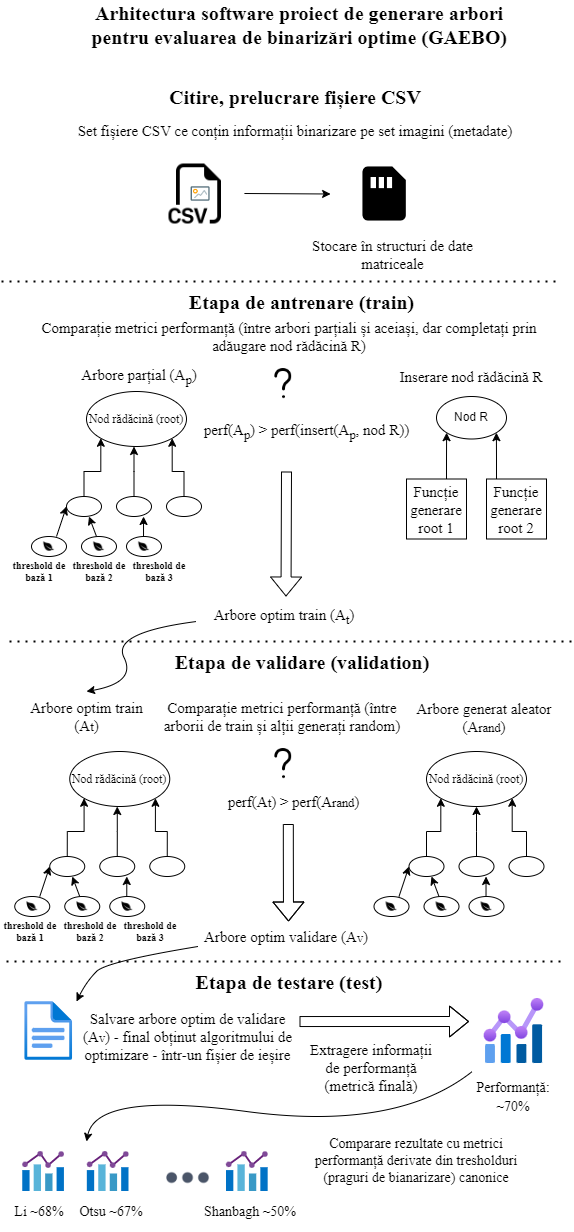 Arhitectura software proiect de generare arbori
pentru evaluarea de binarizări optime (GAEBO)
Citire, prelucrare fișiere CSV
Set fișiere CSV ce conțin informații binarizare pe set imagini (metadate)
CSV
Stocare în structuri de date
matriceale
Etapa de antrenare (train)
Comparație metrici performanță (între arbori parțiali și aceiași, dar completați prin
adăugare nod rădăcină R)
Arbore parțial (Ap)
?
Inserare nod rădăcină R
Nod rădăcină (root)
perf(Ap) > perf(insert(Ap, nod R))
Nod R
Funcție
generare
root 1
Funcție
generare
root 2
threshold de
bază 1
threshold de
bază 2
threshold de
bază 3
Arbore optim train (At)
Etapa de validare (validation)
Arbore optim train
(At)
Comparație metrici performanță (între
arborii de train și alții generați random)
Arbore generat aleator
(Arand)
?
Nod rădăcină (root)
perf(At) > perf(Arand)
Nod rădăcină (root)
threshold de
bază 1
threshold de
bază 2
threshold de
bază 3
Arbore optim validare (Av)
Etapa de testare (test)
Salvare arbore optim de validare
(Av) - final obținut algoritmului de
optimizare - într-un fișier de ieșire
Extragere informații
de performanță
(metrică finală)
Performanță:
~70%
Comparare rezultate cu metrici
performanță derivate din tresholduri
(praguri de bianarizare) canonice
Li ~68%
Otsu ~67%
Shanbagh ~50%